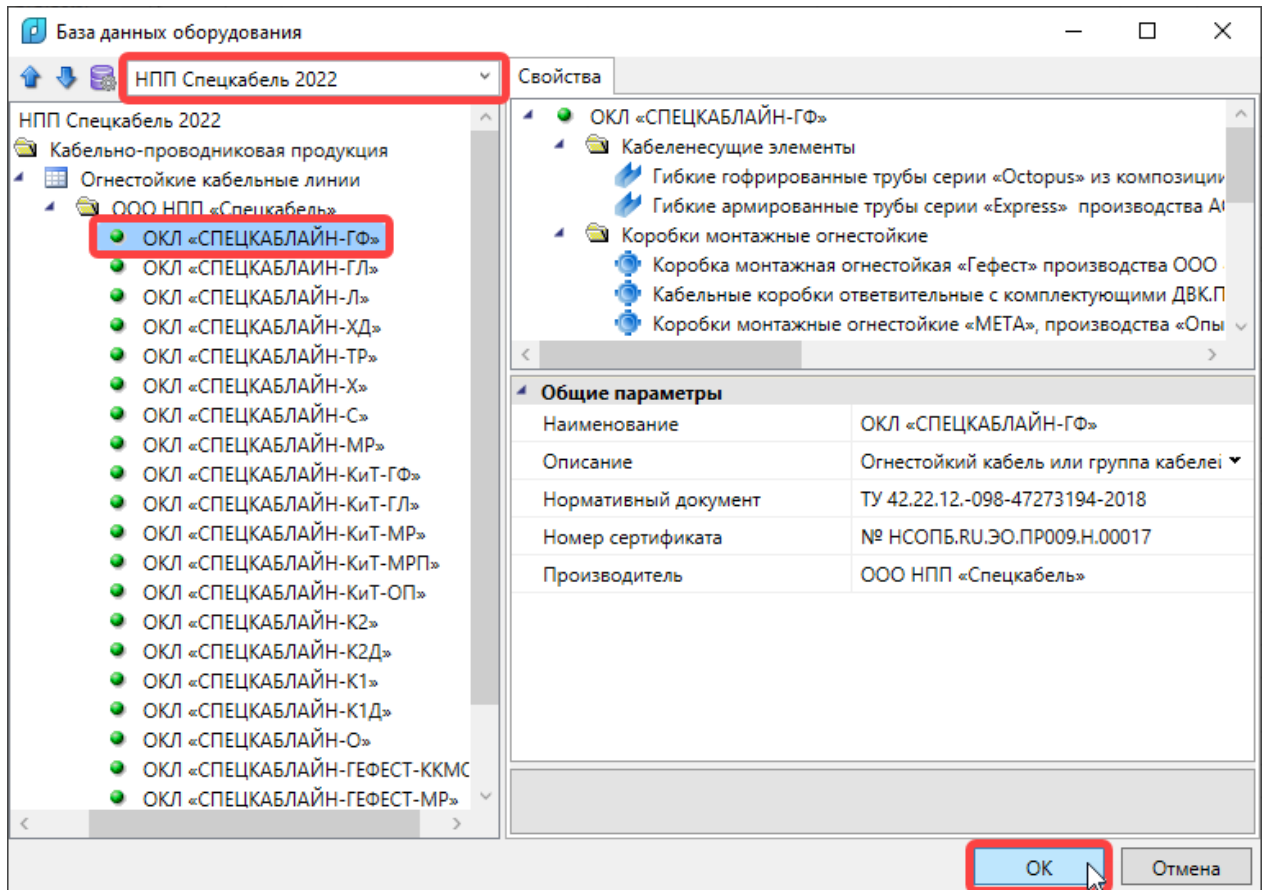 База данных оборудования
НПП Спецкабель 2022
НПП Спецкабель 2022
Кабельно-проводниковая продукция
Огнестойкие кабельные линии
ООО НПП «Спецкабель»
ОКЛ «СПЕЦКАБЛАЙН-ГФ»
ОКЛ «СПЕЦКАБЛАЙН-ГЛ»
ОКЛ «СПЕЦКАБЛАЙН-Л»
ОКЛ «СПЕЦКАБЛАЙН-ХД»
ОКЛ «СПЕЦКАБЛАЙН-ТР»
ОКЛ «СПЕЦКАБЛАЙН-Х»
ОКЛ «СПЕЦКАБЛАЙН-С»
ОКЛ «СПЕЦКАБЛАЙН-МР»
ОКЛ «СПЕЦКАБЛАЙН-КиТ-ГФ»
ОКЛ «СПЕЦКАБЛАЙН-КиТ-ГЛ»
ОКЛ «СПЕЦКАБЛАЙН-КиТ-МР»
ОКЛ «СПЕЦКАБЛАЙН-КиТ-МРП»
ОКЛ «СПЕЦКАБЛАЙН-КиТ-ОП»
ОКЛ «СПЕЦКАБЛАЙН-К2»
ОКЛ «СПЕЦКАБЛАЙН-К2Д»
ОКЛ «СПЕЦКАБЛАЙН-К1»
ОКЛ «СПЕЦКАБЛАЙН-К1Д»
ОКЛ «СПЕЦКАБЛАЙН-О»
ОКЛ «СПЕЦКАБЛАЙН-ГЕФЕСТ-ККМО
ОКЛ «СПЕЦКАБЛАЙН-ГЕФЕСТ-МР»
Свойства
ОКЛ «СПЕЦКАБЛАЙН-ГФ»
Кабеленесущие элементы
Гибкие гофрированные трубы серии «Octopus» из композици
Гибкие армированные трубы серии «Express» производства А
Коробки монтажные огнестойкие
Коробка монтажная огнестойкая «Гефест» производства ООО
Кабельные коробки ответвительные с комплектующими ДВК.П
Коробки монтажные огнестойкие «МЕТА», производства «Опы
Общие параметры
Наименование ОКЛ «СПЕЦКАБЛАЙН-ГФ»
Описание Огнестойкий кабель или группа кабелей
Нормативный документ ТУ 42.22.12.-098-47273194-2018
Номер сертификата № НСОПБ.RU.ЭО.ПР009.Н.00017
Производитель ООО НПП «Спецкабель»
ОК Отмена